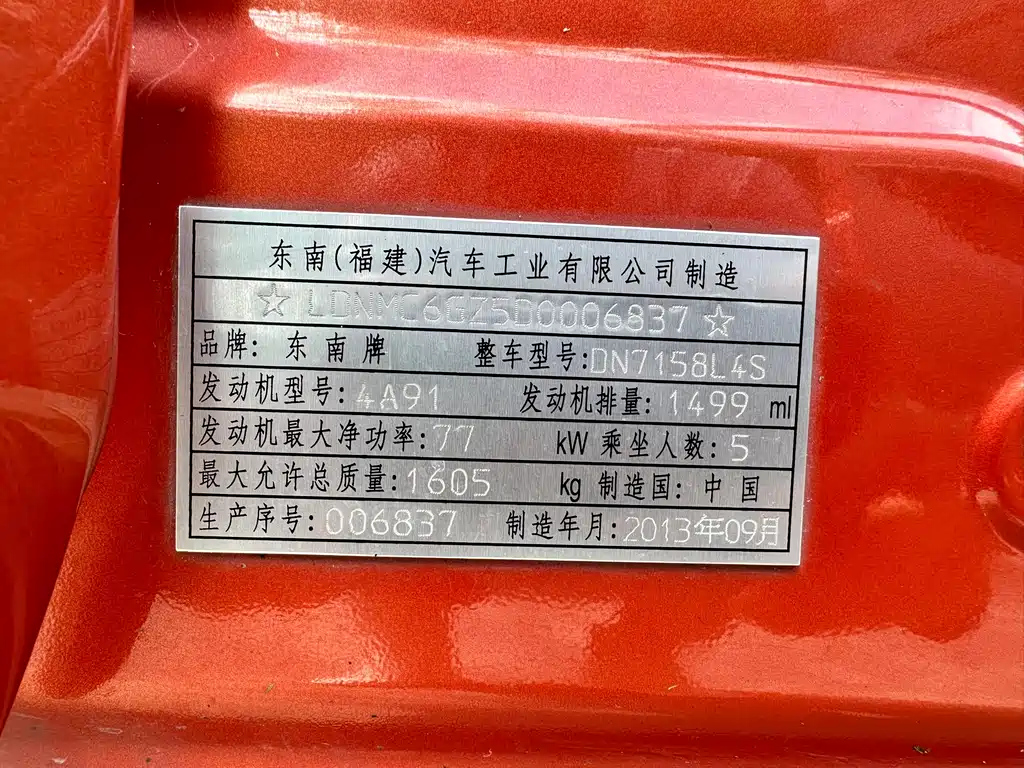 东南(福建)汽车工业有限公司制造
☆ LDNMC6GZ5D0006837 ☆
品牌: 东南牌 整车型号:DN7158L4S
发动机型号:4A91 发动机排量:1499 ml
发动机最大净功率:77 kW 乘坐人数:5
最大允许总质量:1605 kg 制造国:中国
生产序号:006837 制造年月:2013年09月